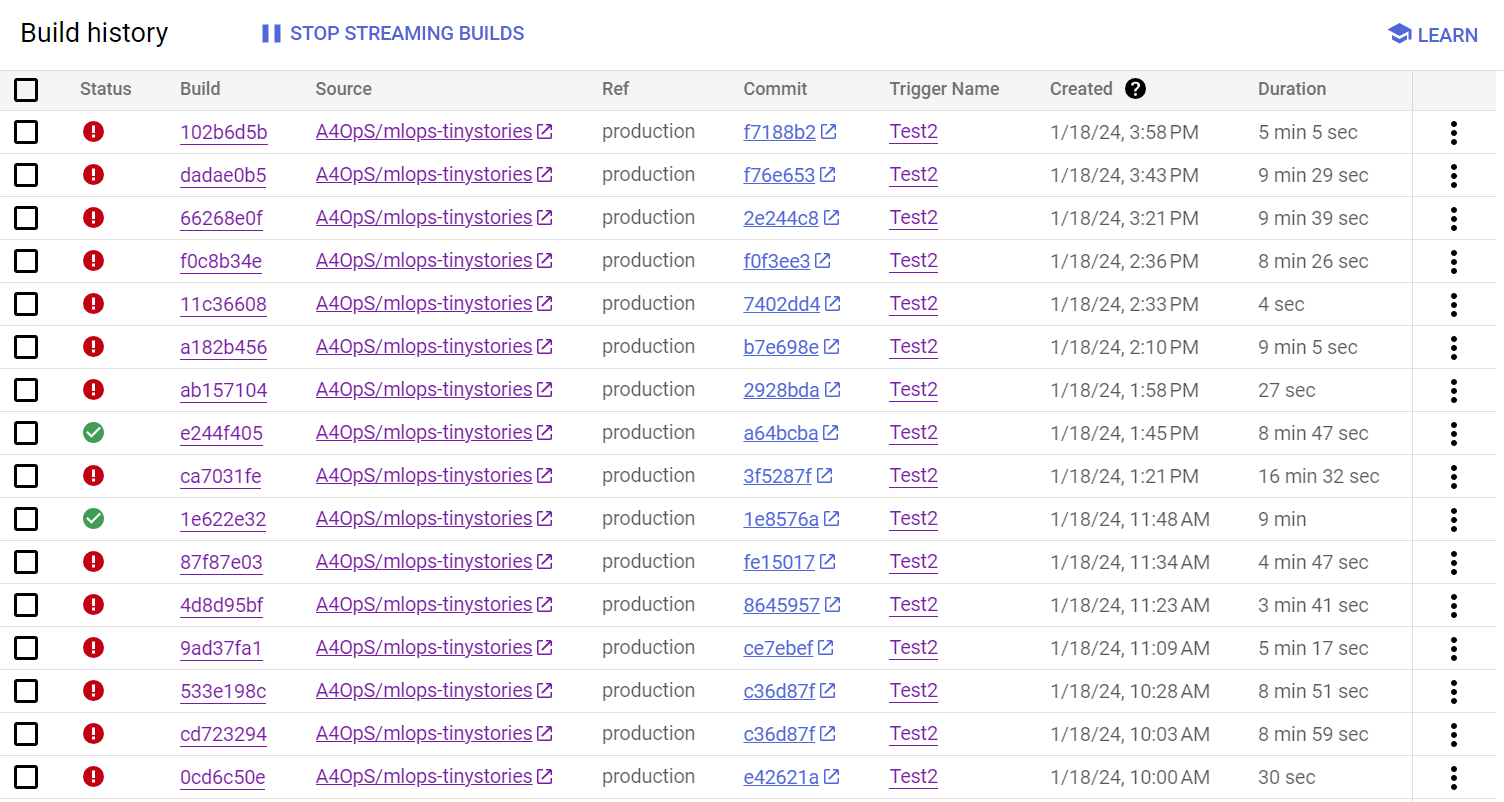 Build history STOP STREAMING BUILDS LEARN
Status Build Source Ref Commit Trigger Name Created ? Duration
102b6d5b A4OpS/mlops-tinystories production f7188b2 Test2 1/18/24, 3:58 PM 5 min 5 sec
dadae0b5 A4OpS/mlops-tinystories production f76e653 Test2 1/18/24, 3:43 PM 9 min 29 sec
66268e0f A4OpS/mlops-tinystories production 2e244c8 Test2 1/18/24, 3:21 PM 9 min 39 sec
f0c8b34e A4OpS/mlops-tinystories production f0f3ee3 Test2 1/18/24, 2:36 PM 8 min 26 sec
11c36608 A4OpS/mlops-tinystories production 7402dd4 Test2 1/18/24, 2:33 PM 4 sec
a182b456 A4OpS/mlops-tinystories production b7e698e Test2 1/18/24, 2:10 PM 9 min 5 sec
ab157104 A4OpS/mlops-tinystories production 2928bda Test2 1/18/24, 1:58 PM 27 sec
e244f405 A4OpS/mlops-tinystories production a64bcba Test2 1/18/24, 1:45 PM 8 min 47 sec
ca7031fe A4OpS/mlops-tinystories production 3f5287f Test2 1/18/24, 1:21 PM 16 min 32 sec
1e622e32 A4OpS/mlops-tinystories production 1e8576a Test2 1/18/24, 11:48 AM 9 min
87f87e03 A4OpS/mlops-tinystories production fe15017 Test2 1/18/24, 11:34 AM 4 min 47 sec
4d8d95bf A4OpS/mlops-tinystories production 8645957 Test2 1/18/24, 11:23 AM 3 min 41 sec
9ad37fa1 A4OpS/mlops-tinystories production ce7ebef Test2 1/18/24, 11:09 AM 5 min 17 sec
533e198c A4OpS/mlops-tinystories production c36d87f Test2 1/18/24, 10:28 AM 8 min 51 sec
cd723294 A4OpS/mlops-tinystories production c36d87f Test2 1/18/24, 10:03 AM 8 min 59 sec
0cd6c50e A4OpS/mlops-tinystories production e42621a Test2 1/18/24, 10:00 AM 30 sec